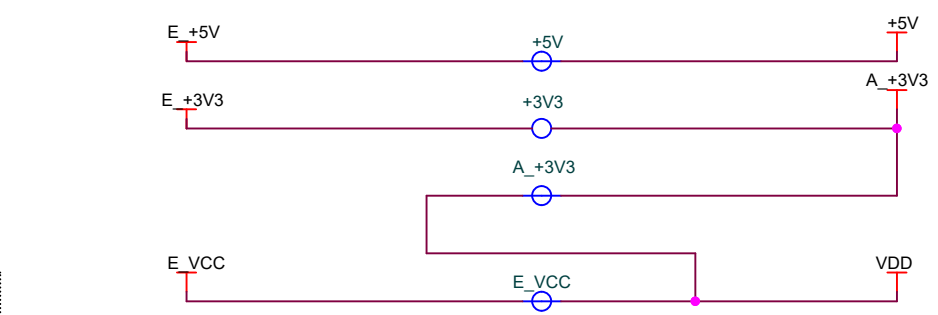 E_+5V
+5V
+5V
E_+3V3
+3V3
A_+3V3
A_+3V3
E_VCC
E_VCC
VDD